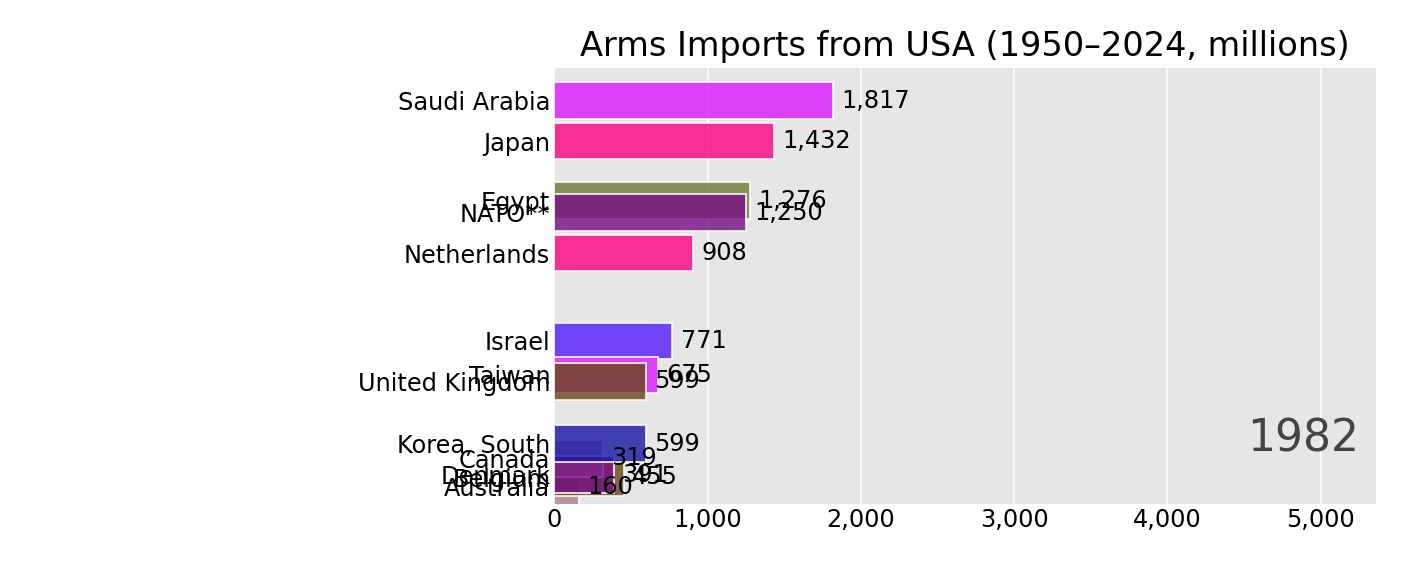 Arms Imports from USA (1950–2024, millions)
Saudi Arabia 1,817
Japan 1,432
Egypt 1,276
NATO** 1,250
Netherlands 908
Israel 771
Taiwan 675
United Kingdom 599
Korea, South 599
Canada 319
Denmark 391
Belgium 455
Australia 160
1982
0 1,000 2,000 3,000 4,000 5,000